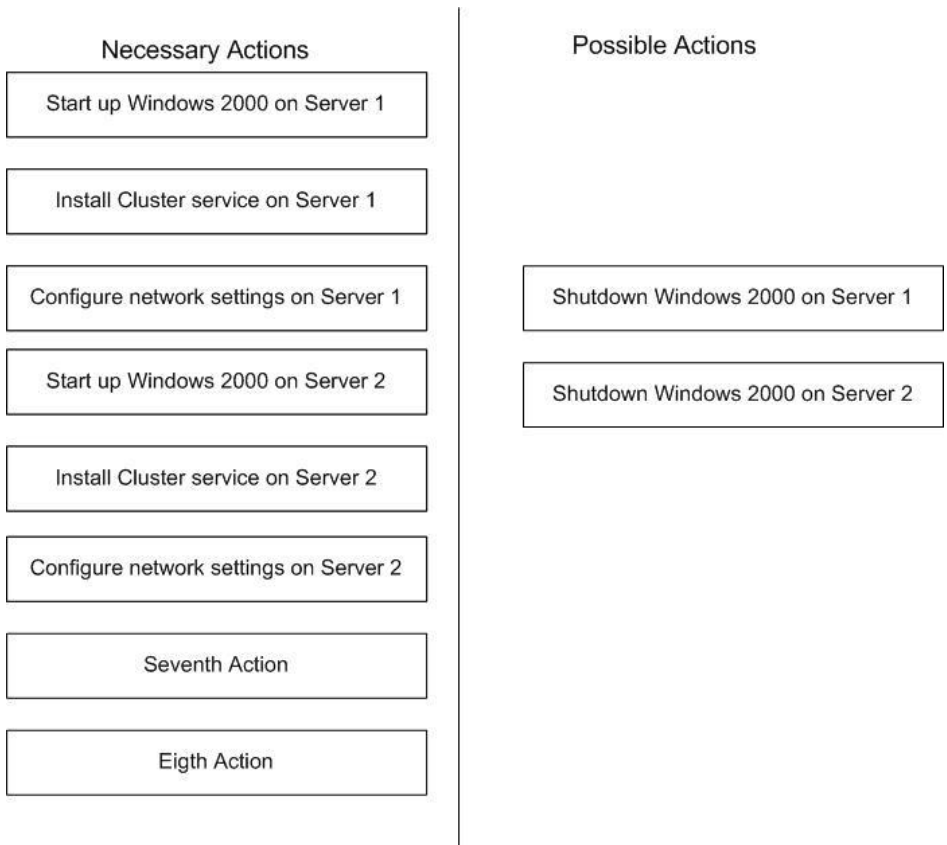 Necessary Actions
Start up Windows 2000 on Server 1
Install Cluster service on Server 1
Configure network settings on Server 1
Start up Windows 2000 on Server 2
Install Cluster service on Server 2
Configure network settings on Server 2
Seventh Action
Eigth Action
Possible Actions
Shutdown Windows 2000 on Server 1
Shutdown Windows 2000 on Server 2